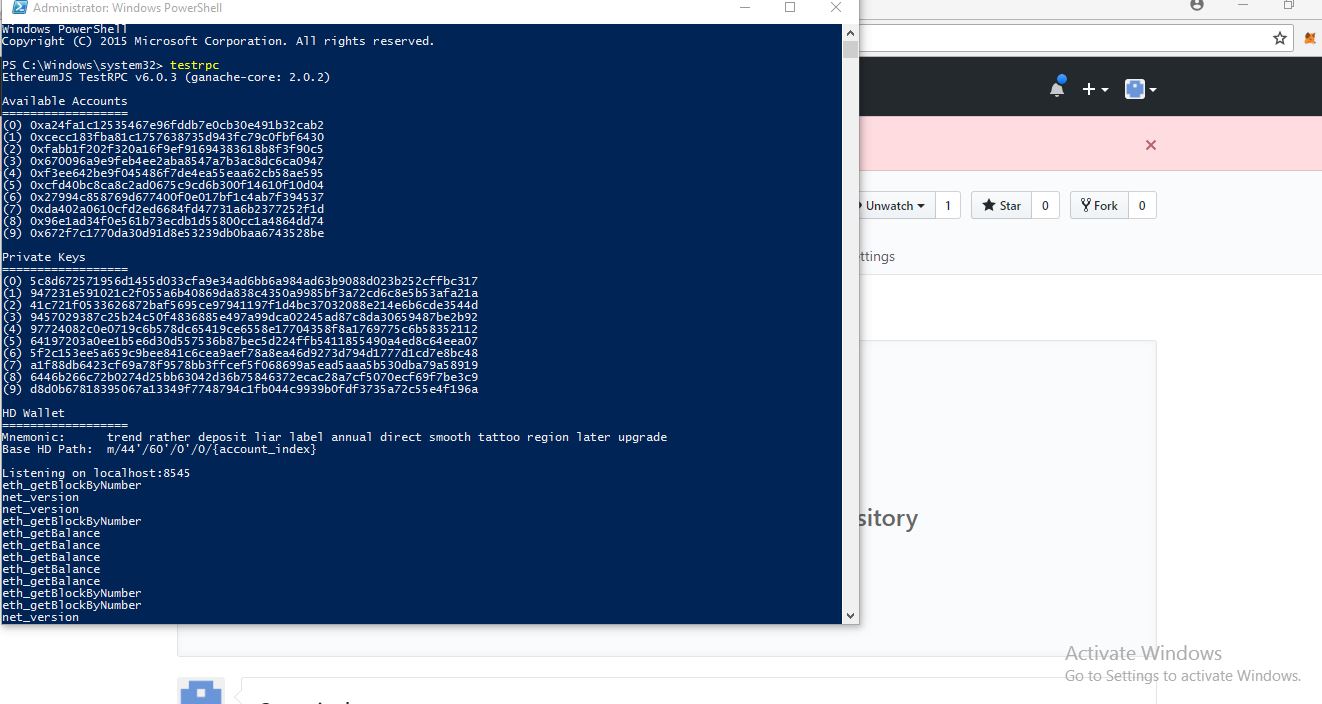 Administrator: Windows PowerShell
Windows PowerShell
Copyright (C) 2015 Microsoft Corporation. All rights reserved.
PS C:\Windows\system32> testrpc
EthereumJS TestRPC v6.0.3 (ganache-core: 2.0.2)
Available Accounts
==================
(0) 0xa24fa1c12535467e96fddb7e0cb30e491b32cab2
(1) 0xcecc183fba81c1757638735d943fc79c0fbf6430
(2) 0xfabb1f202f320a16f9ef91694383618b8f3f90c5
(3) 0x670096a9e9feb4ee2aba8547a7b3ac8dc6ca0947
(4) 0xf3ee642be9f045486f7de4ea55eaa62cb58ae595
(5) 0xcfd40bc8ca8c2ad0675c9cd6b300f14610f10d04
(6) 0x27994c858769d677400f0e017bf1c4ab7f394537
(7) 0xda402a0610cfd2ed6684fd47731a6b2377252f1d
(8) 0x96e1ad34f0e561b73ecdb1d55800cc1a4864dd74
(9) 0x672f7c1770da30d91d8e53239db0baa6743528be
Private Keys
==================
(0) 5c8d672571956d1455d033cfa9e34ad6bb6a984ad63b9088d023b252cffbc317
(1) 947231e591021c2f055a6b40869da838c4350a9985bf3a72cd6c8e5b53afa21a
(2) 41c721f0533626872baf5695ce97941197f1d4bc37032088e214e6b6cde3544d
(3) 9457029387c25b24c50f4836885e497a99dca02245ad87c8da30659487be2b92
(4) 97724082c0e0719c6b578dc65419ce6558e17704358f8a1769775c6b58352112
(5) 64197203a0ee1b5e6d30d557536b87bec5d224ffb5411855490a4ed8c64eea07
(6) 5f2c153ee5a659c9bee841c6cea9aef78a8ea46d9273d794d1777d1cd7e8bc48
(7) a1f88db6423cf69a78f9578bb3ffcef5f068699a5ead5aaa5b530dba79a58919
(8) 6446b266c72b0274d25bb63042d36b75846372ecac28a7cf5070ecf69f7be3c9
(9) d8d0b67818395067a13349f7748794c1fb044c9939b0fdf3735a72c55e4f196a
HD Wallet
==================
Mnemonic:      trend rather deposit liar label annual direct smooth tattoo region later upgrade
Base HD Path:  m/44'/60'/0'/0/{account_index}
Listening on localhost:8545
eth_getBlockByNumber
net_version
net_version
eth_getBlockByNumber
eth_getBalance
eth_getBalance
eth_getBalance
eth_getBalance
eth_getBalance
eth_getBlockByNumber
eth_getBlockByNumber
net_version
Unwatch 1 Star 0 Fork 0
ttings
sitory
Activate Windows
Go to Settings to activate Windows.